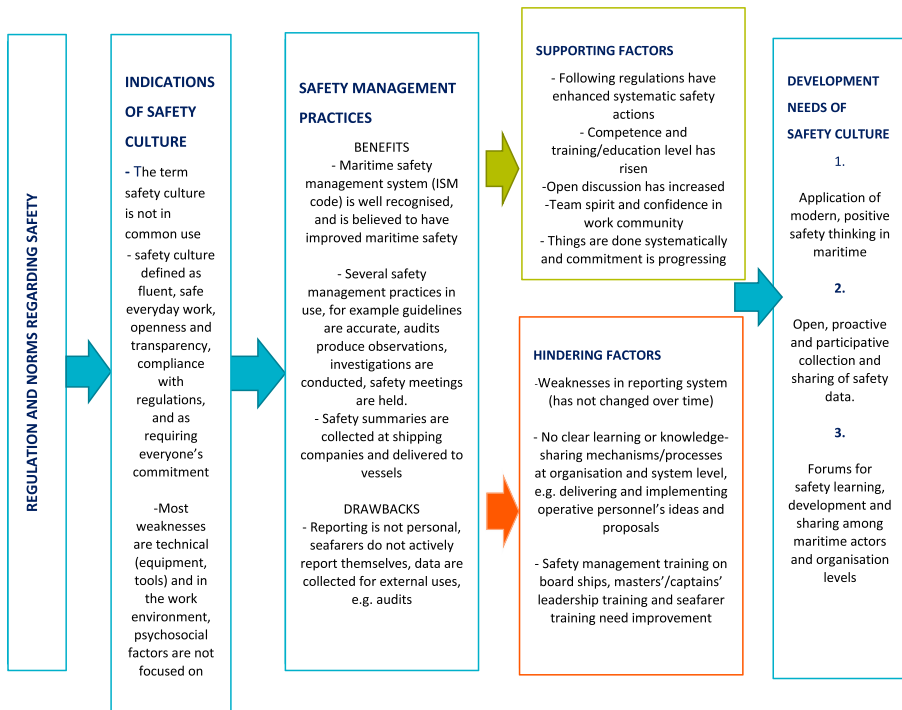 REGULATION AND NORMS REGARDING SAFETY
INDICATIONS
OF SAFETY
CULTURE
- The term
safety culture
is not in
common use
- safety culture
defined as
fluent, safe
everyday work,
openness and
transparency,
compliance
with
regulations,
and as
requiring
everyone's
commitment
-Most
weaknesses
are technical
(equipment,
tools) and in
the work
environment,
psychosocial
factors are not
focused on
SAFETY MANAGEMENT
PRACTICES
BENEFITS
- Maritime safety
management system (ISM
code) is well recognised,
and is believed to have
improved maritime safety
- Several safety
management practices in
use, for example guidelines
are accurate, audits
produce observations,
investigations are
conducted, safety meetings
are held.
- Safety summaries are
collected at shipping
companies and delivered to
vessels
DRAWBACKS
- Reporting is not personal,
seafarers do not actively
report themselves, data are
collected for external uses,
e.g. audits
SUPPORTING FACTORS
- Following regulations have
enhanced systematic safety
actions
- Competence and
training/education level has
risen
-Open discussion has increased
-Team spirit and confidence in
work community
- Things are done systematically
and commitment is progressing
HINDERING FACTORS
-Weaknesses in reporting system
(has not changed over time)
- No clear learning or knowledge-
sharing mechanisms/processes
at organisation and system level,
e.g. delivering and implementing
operative personnel's ideas and
proposals
- Safety management training on
board ships, masters'/captains'
leadership training and seafarer
training need improvement
DEVELOPMENT
NEEDS OF
SAFETY CULTURE
1.
Application of
modern, positive
safety thinking in
maritime
2.
Open, proactive
and participative
collection and
sharing of safety
data.
3.
Forums for
safety learning,
development and
sharing among
maritime actors
and organisation
levels